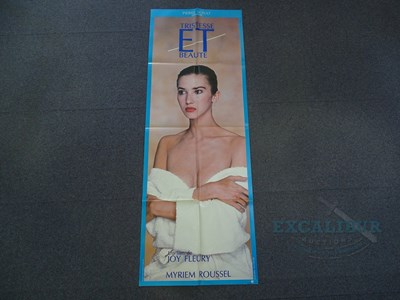 TRISTESSE
ET
BEAUTÉ
JOY FLEURY
MYRIEM ROUSSEL
EXCALIBUR